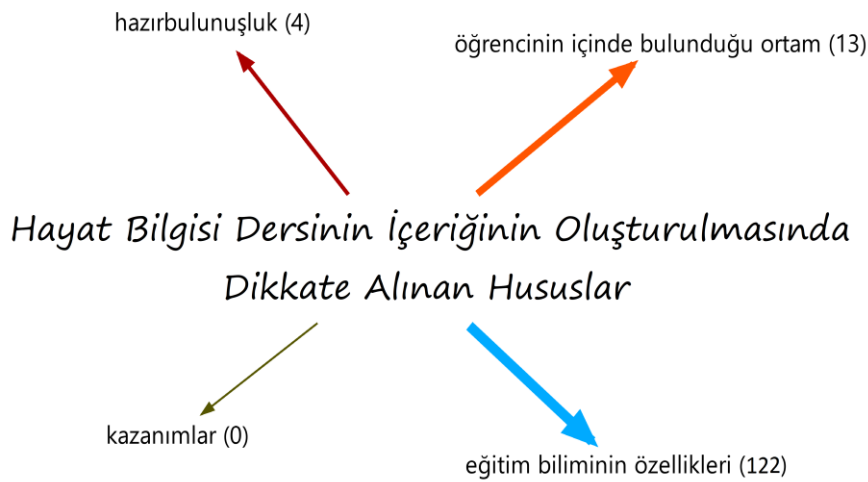 hazırbulunuşluk (4)
öğrencinin içinde bulunduğu ortam (13)
Hayat Bilgisi Dersinin İçeriğinin Oluşturulmasında
Dikkate Alınan Hususlar
kazanımlar (0)
eğitim biliminin özellikleri (122)